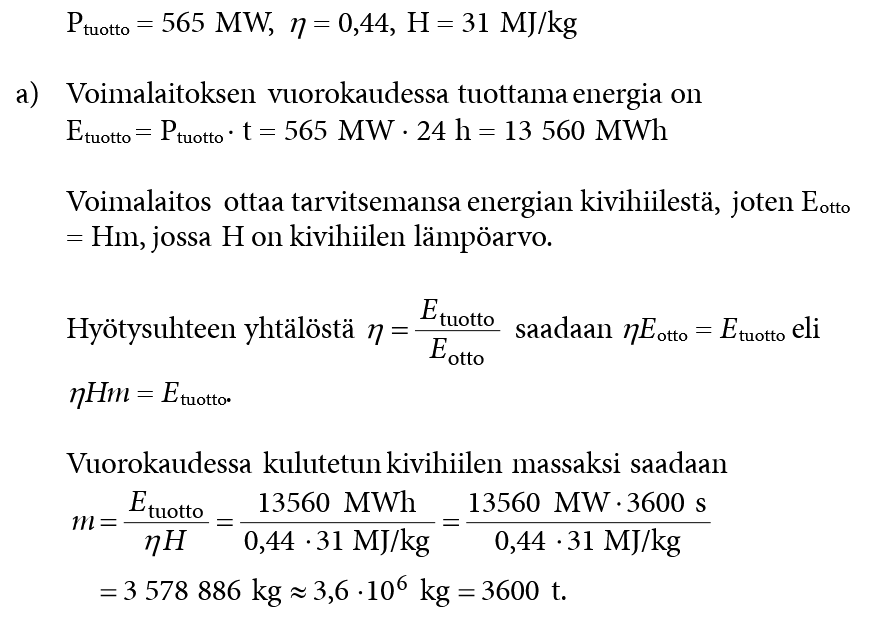 P_tuotto = 565 MW, η = 0,44, H = 31 MJ/kg
a) Voimalaitoksen vuorokaudessa tuottama energia on
E_tuotto = P_tuotto · t = 565 MW · 24 h = 13 560 MWh
Voimalaitos ottaa tarvitsemansa energian kivihiilestä, joten E_otto
= Hm, jossa H on kivihiilen lämpöarvo.
Hyötysuhteen yhtälöstä η = E_tuotto / E_otto saadaan ηE_otto = E_tuotto eli
ηHm = E_tuotto.
Vuorokaudessa kulutetun kivihiilen massaksi saadaan
m = E_tuotto / ηH = 13560 MWh / 0,44 · 31 MJ/kg = 13560 MW · 3600 s / 0,44 · 31 MJ/kg
= 3 578 886 kg ≈ 3,6 · 10⁶ kg = 3600 t.